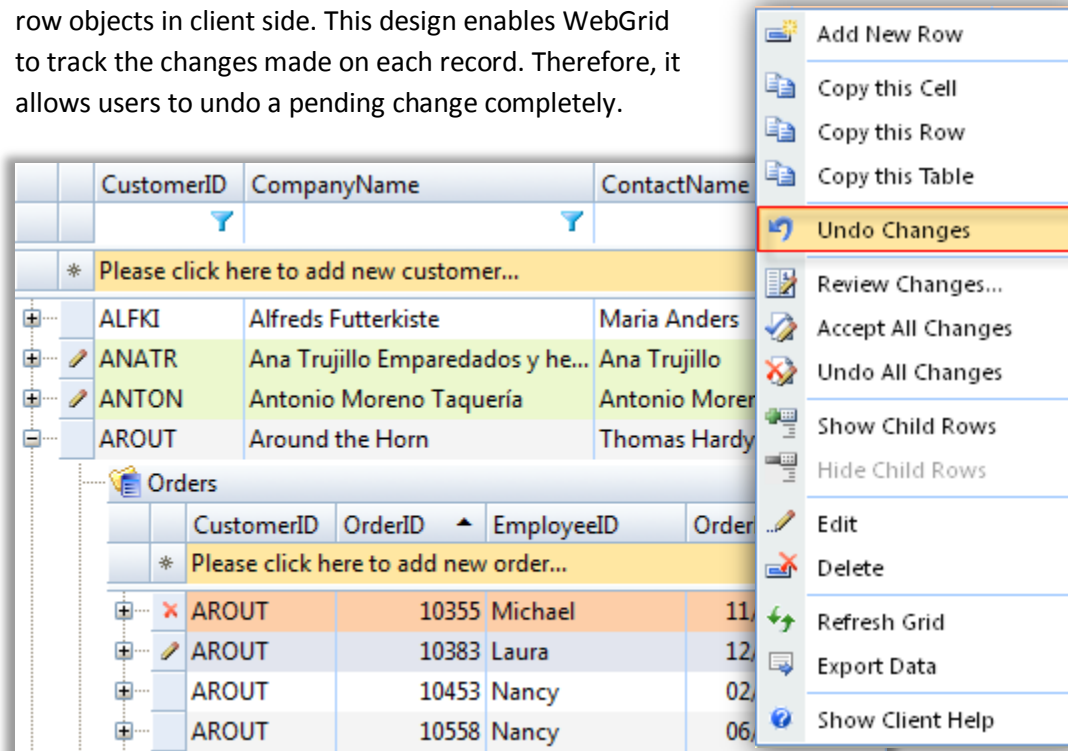 row objects in client side. This design enables WebGrid
to track the changes made on each record. Therefore, it
allows users to undo a pending change completely.
CustomerID CompanyName ContactName
Please click here to add new customer...
ALFKI Alfreds Futterkiste Maria Anders
ANATR Ana Trujillo Emparedados y he... Ana Trujillo
ANTON Antonio Moreno Taquería Antonio Morer
AROUT Around the Horn Thomas Hardy
Orders
CustomerID OrderID EmployeeID Order
Please click here to add new order...
AROUT 10355 Michael 11/
AROUT 10383 Laura 12/
AROUT 10453 Nancy 02/
AROUT 10558 Nancy 06/
Add New Row
Copy this Cell
Copy this Row
Copy this Table
Undo Changes
Review Changes...
Accept All Changes
Undo All Changes
Show Child Rows
Hide Child Rows
Edit
Delete
Refresh Grid
Export Data
Show Client Help